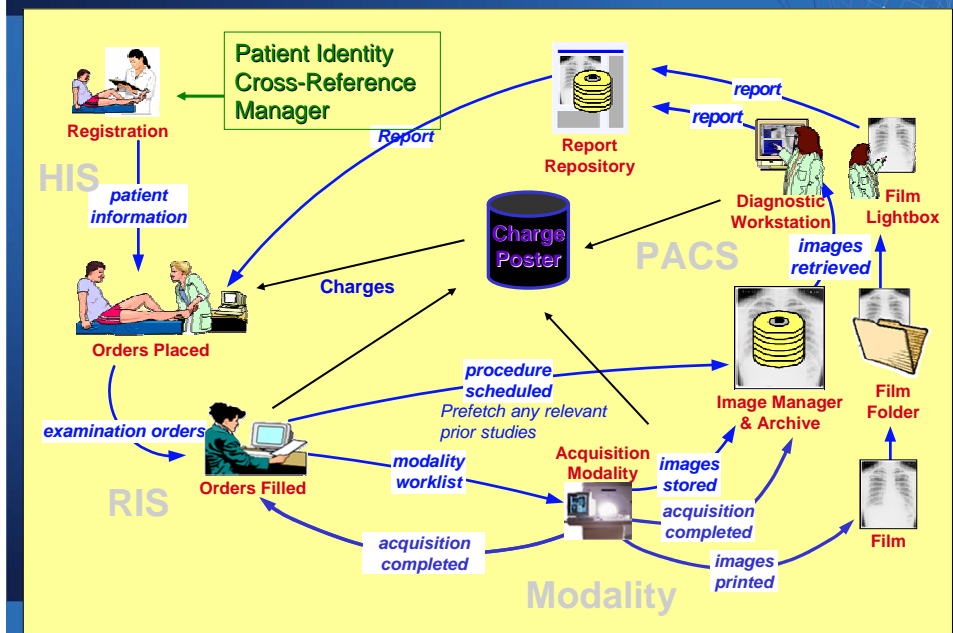 Patient Identity
Cross-Reference
Manager
Registration
HIS
patient
information
Report
Report
Repository
report
report
Diagnostic
Workstation
Film
Lightbox
Charge
Poster
PACS
images
retrieved
Charges
Orders Placed
procedure
scheduled
Prefetch any relevant
prior studies
Image Manager
& Archive
Film
Folder
examination orders
Orders Filled
RIS
modality
worklist
Acquisition
Modality
images
stored
acquisition
completed
acquisition
completed
images
printed
Film
Modality